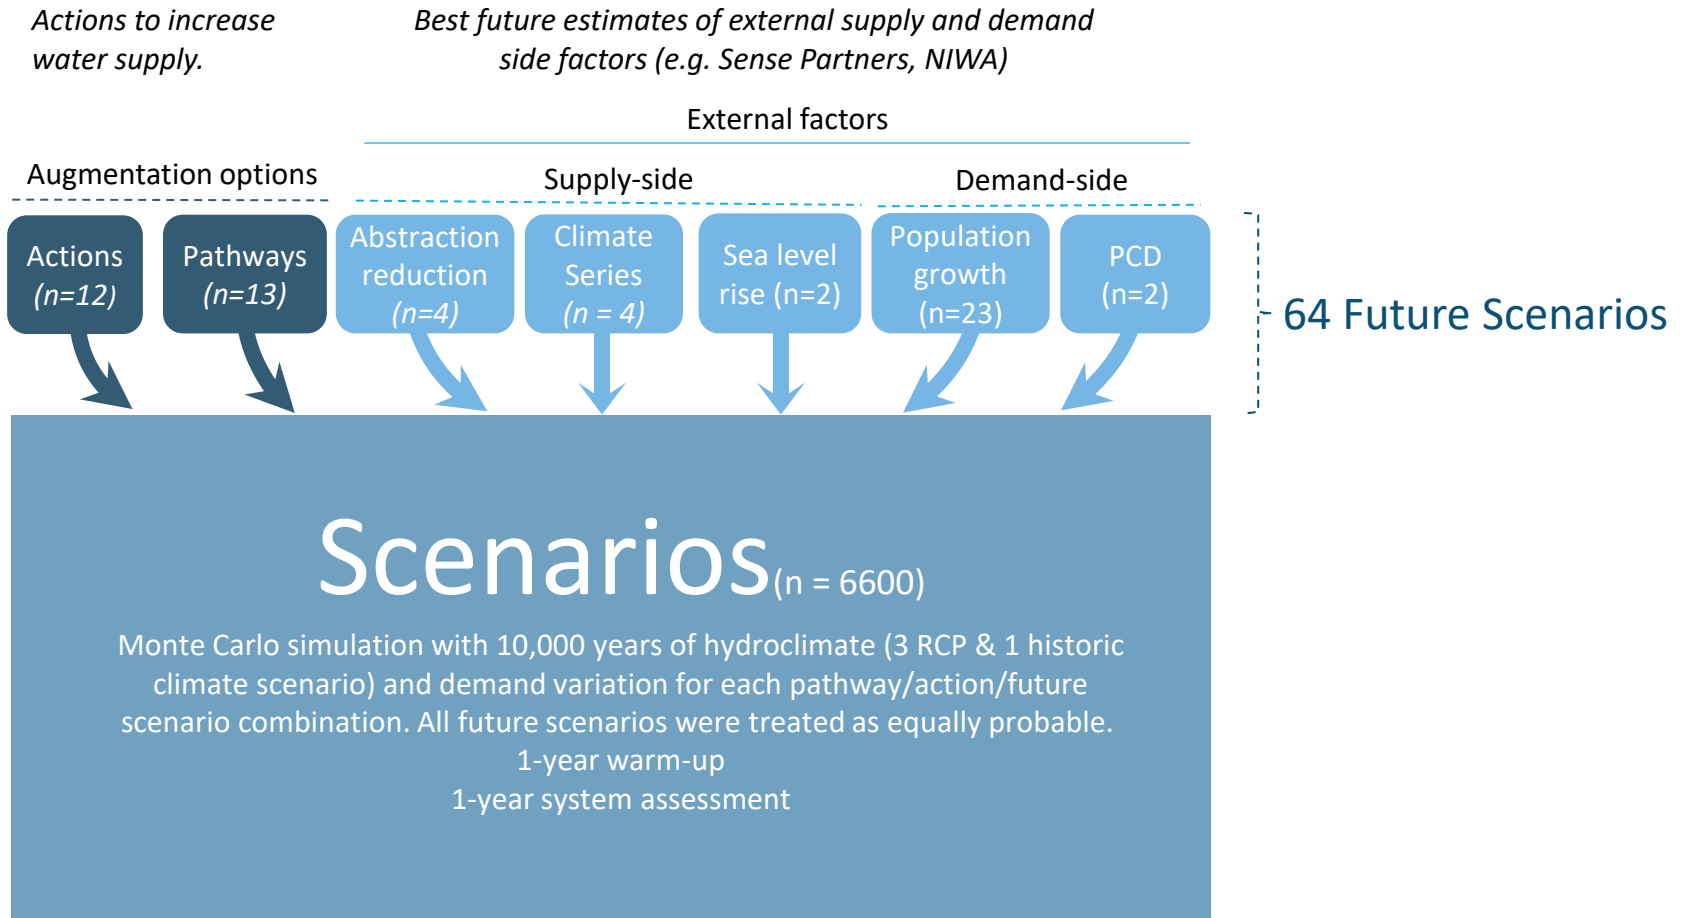 Actions to increase
water supply.
Best future estimates of external supply and demand
side factors (e.g. Sense Partners, NIWA)
External factors
Augmentation options
Supply-side
Demand-side
Actions
(n=12)
Pathways
(n=13)
Abstraction
reduction
(n=4)
Climate
Series
(n = 4)
Sea level
rise (n=2)
Population
growth
(n=23)
PCD
(n=2)
64 Future Scenarios
Scenarios(n = 6600)
Monte Carlo simulation with 10,000 years of hydroclimate (3 RCP & 1 historic
climate scenario) and demand variation for each pathway/action/future
scenario combination. All future scenarios were treated as equally probable.
1-year warm-up
1-year system assessment